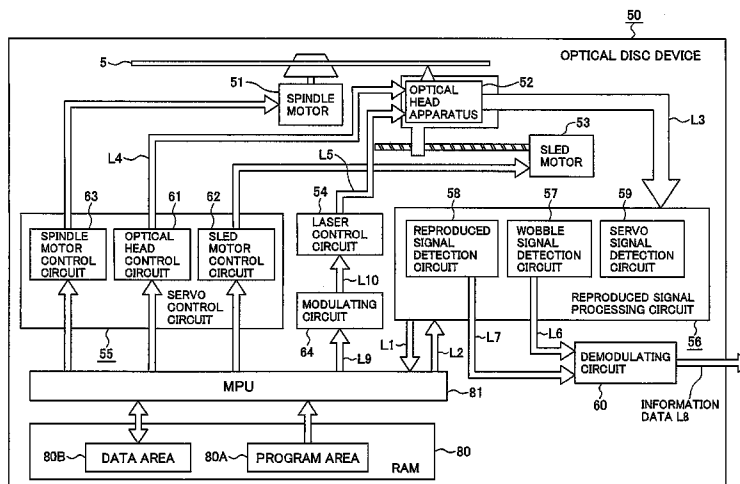 50
OPTICAL DISC DEVICE
5
51
SPINDLE
MOTOR
52
OPTICAL
HEAD
APPARATUS
L3
53
SLED
MOTOR
L4
L5
63
SPINDLE
MOTOR
CONTROL
CIRCUIT
61
OPTICAL
HEAD
CONTROL
CIRCUIT
62
SLED
MOTOR
CONTROL
CIRCUIT
SERVO
CONTROL
CIRCUIT
55
54
LASER
CONTROL
CIRCUIT
L10
MODULATING
CIRCUIT
64
L9
58
REPRODUCED
SIGNAL
DETECTION
CIRCUIT
57
WOBBLE
SIGNAL
DETECTION
CIRCUIT
59
SERVO
SIGNAL
DETECTION
CIRCUIT
REPRODUCED SIGNAL
PROCESSING CIRCUIT
56
L1
L2
L7
L6
DEMODULATING
CIRCUIT
60
INFORMATION
DATA L8
MPU
81
80B
DATA AREA
80A
PROGRAM AREA
RAM
80